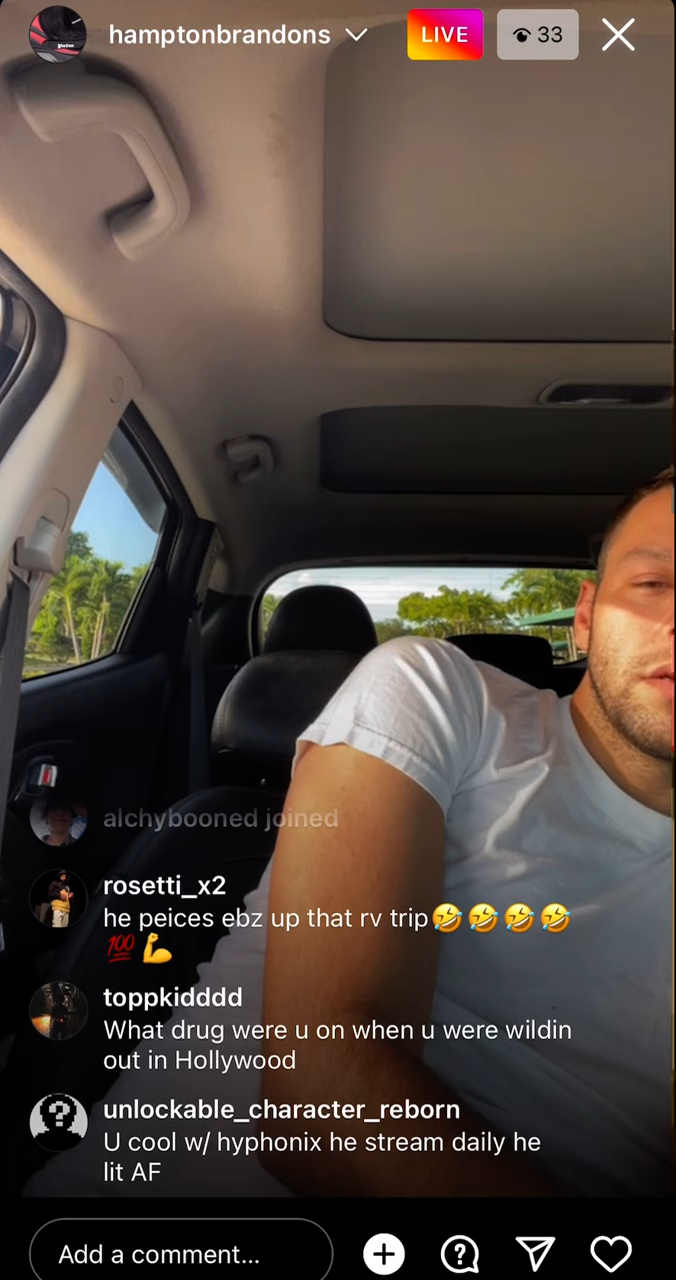 hamptonbrandons
LIVE
33
alchybooned joined
rosetti_x2
he peices ebz up that rv trip🤣🤣🤣🤣
💯💪
toppkidddd
What drug were u on when u were wildin
out in Hollywood
unlockable_character_reborn
U cool w/ hyphonix he stream daily he
lit AF
Add a comment...